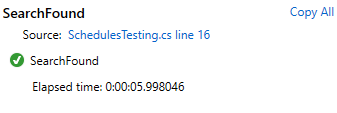 SearchFound Copy All
Source: SchedulesTesting.cs line 16
SearchFound
Elapsed time: 0:00:05.998046